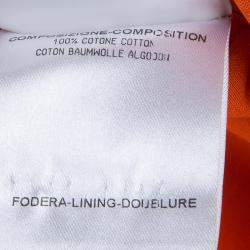 COMPOSIZIONE-COMPOSITION
100% COTONE COTTON
COTON BAUMWOLLE ALGODON
FODERA-LINING-DOUBLURE